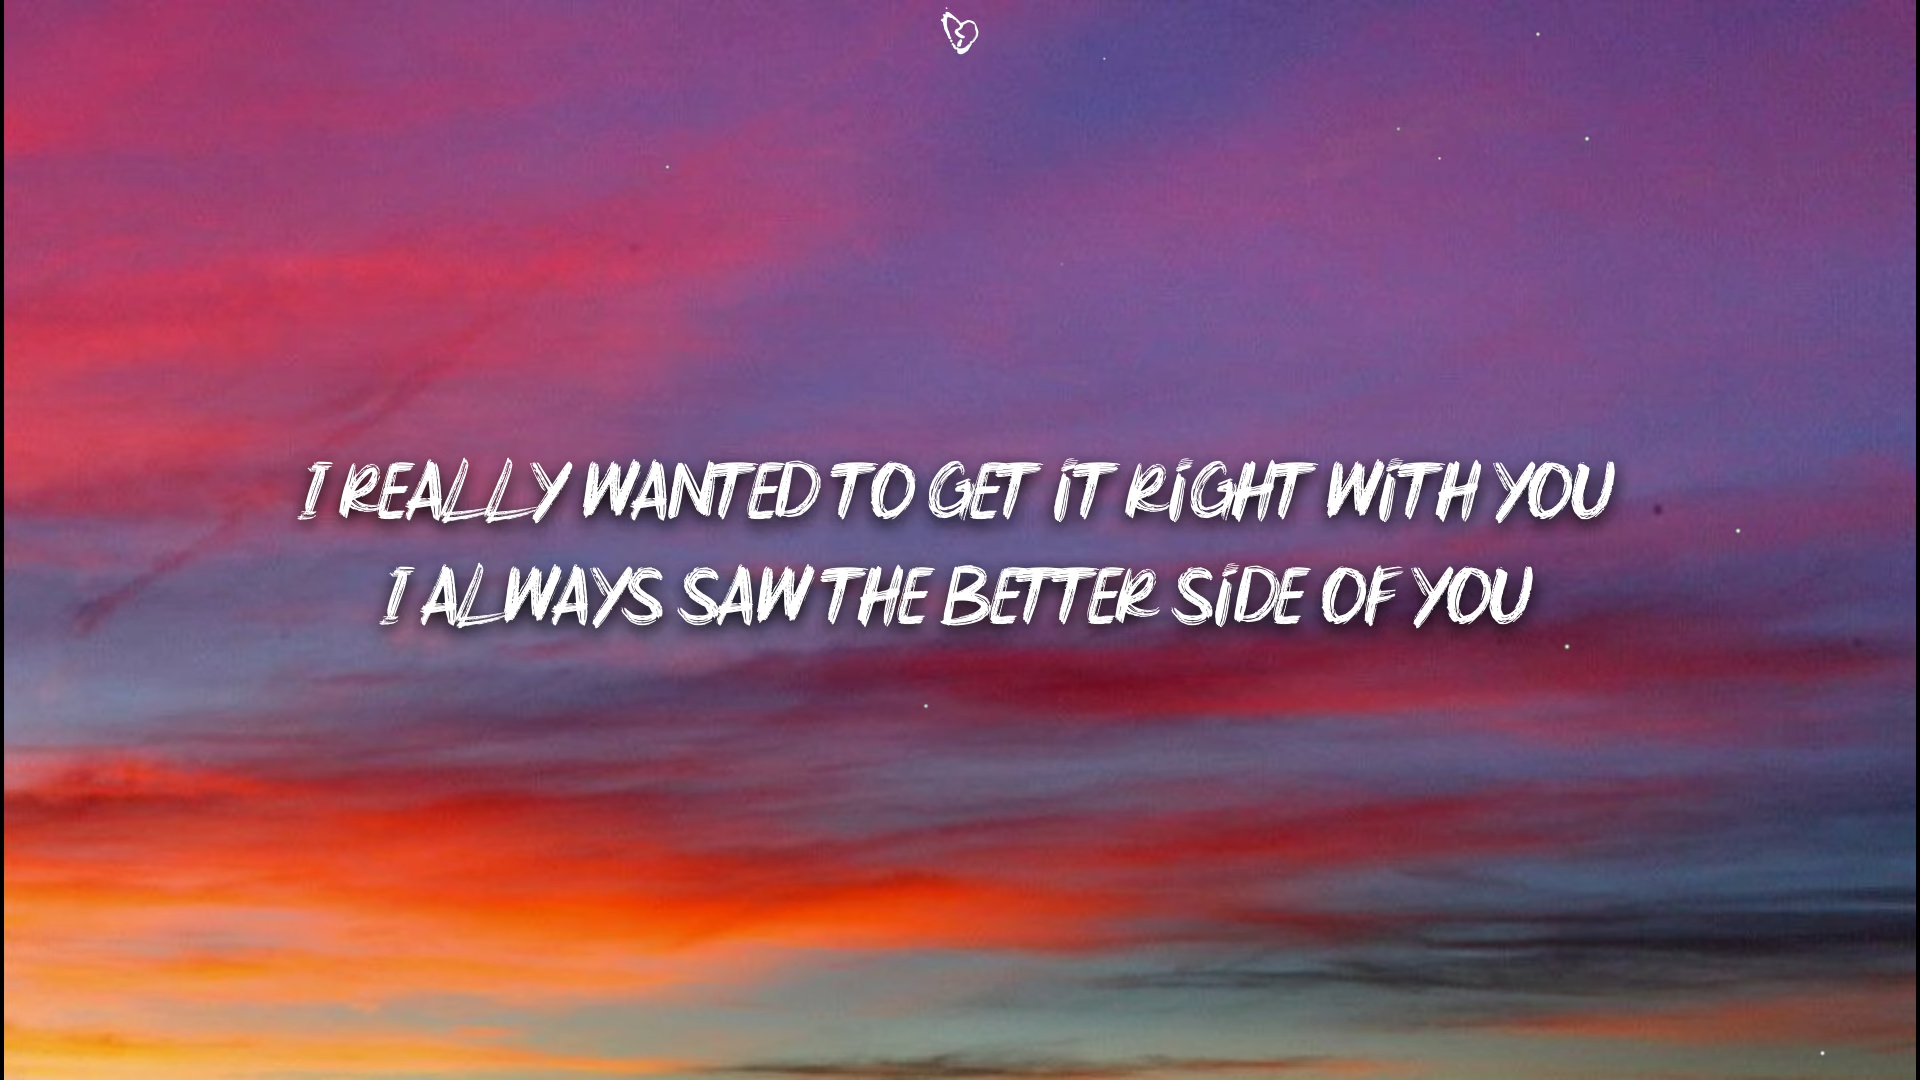 I REALLY WANTED TO GET iT RiGHT WiTH YOU
I ALWAYS SAW THE BETTER SiDE OF YOU